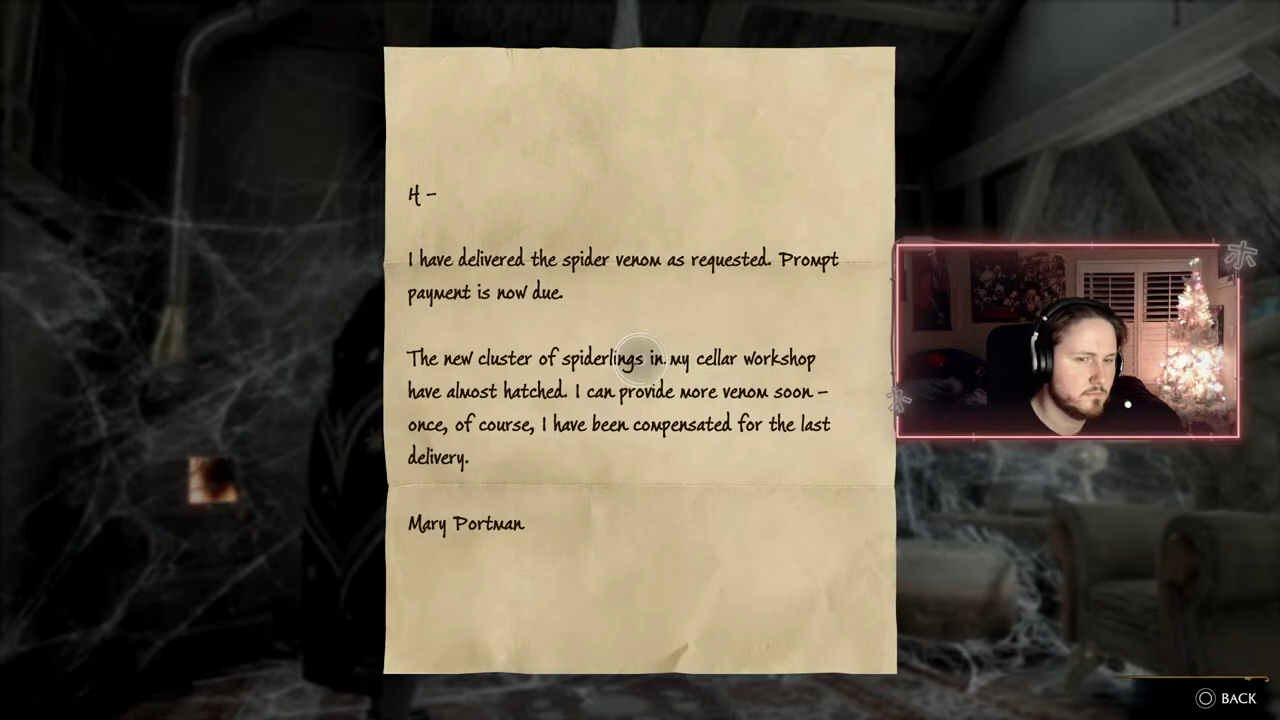 H -
I have delivered the spider venom as requested. Prompt
payment is now due.
The new cluster of spiderlings in my cellar workshop
have almost hatched. I can provide more venom soon –
once, of course, I have been compensated for the last
delivery.
Mary Portman
ホ
ホ
BACK